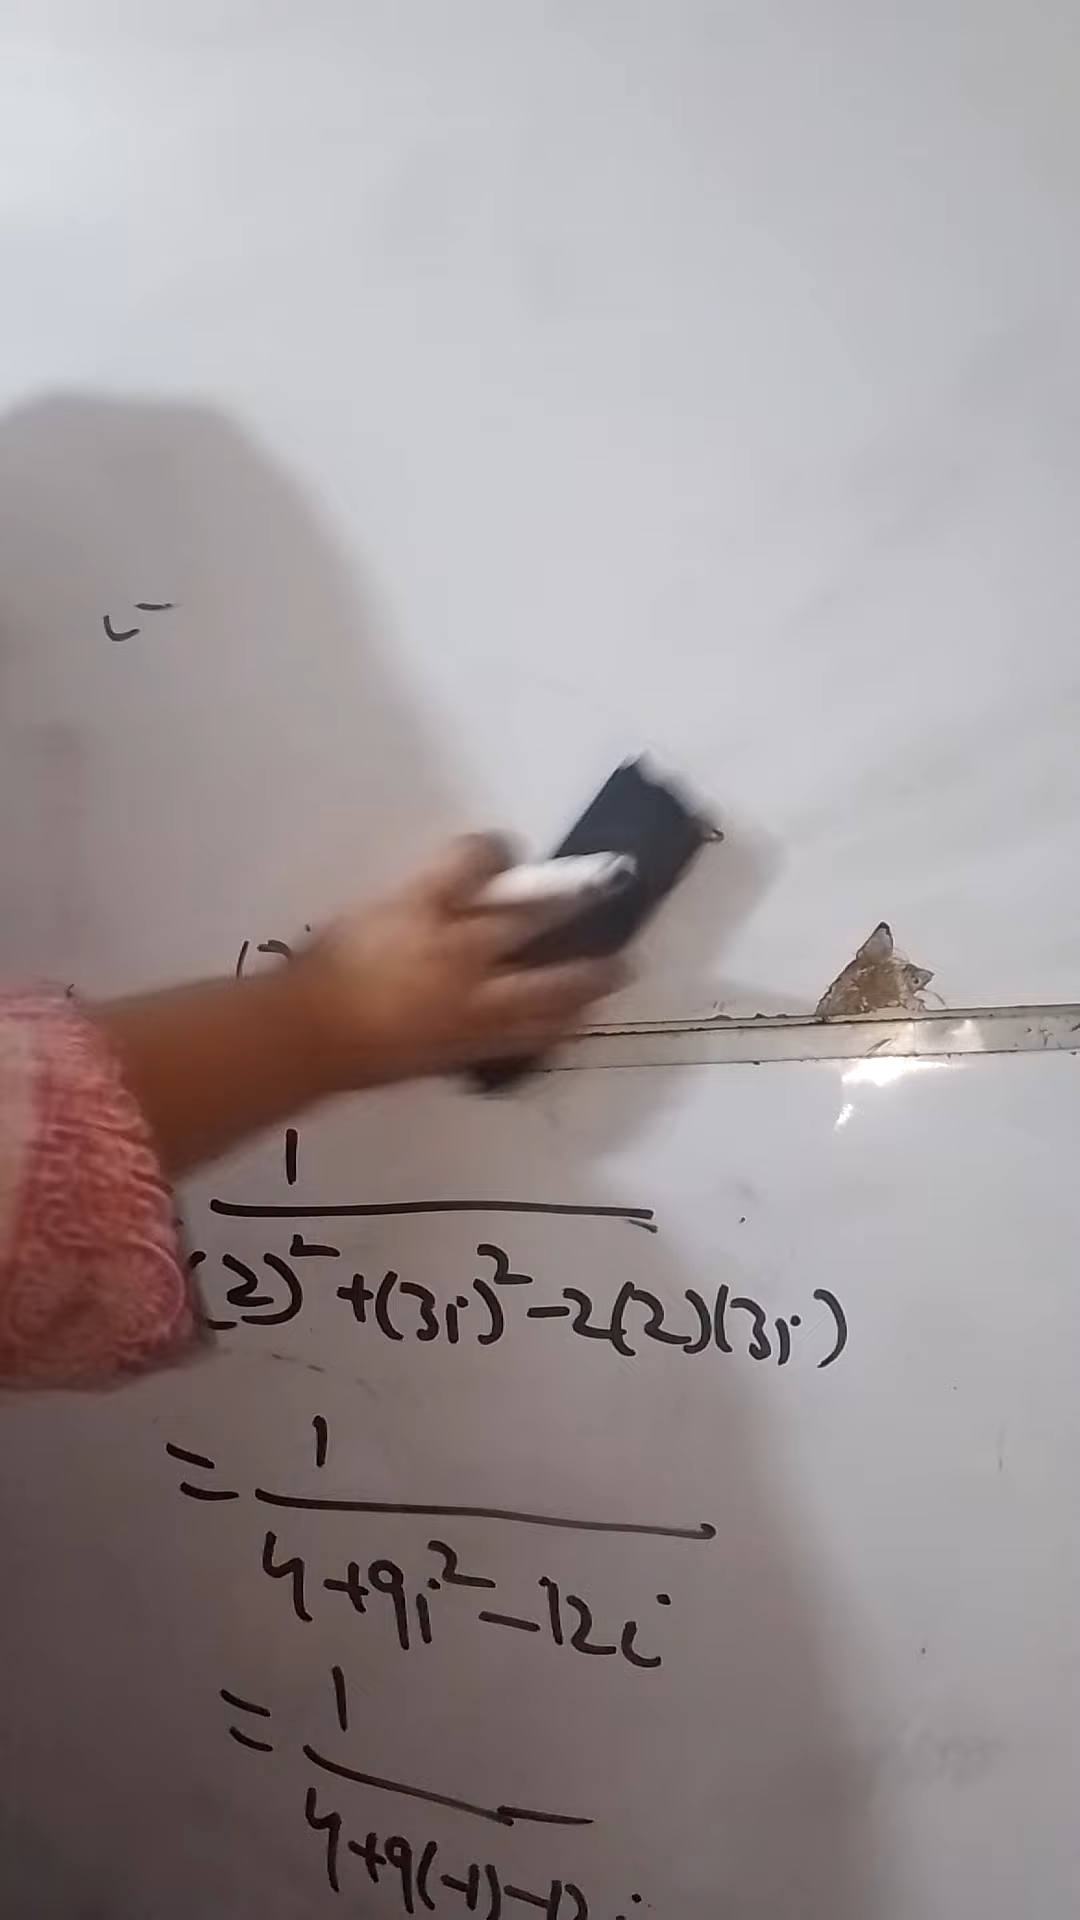 1
(2)² + (3i)² - 2(2)(3i)
= 1
4 + 9i² - 12i
= 1
4 + 9(-1) - 12i